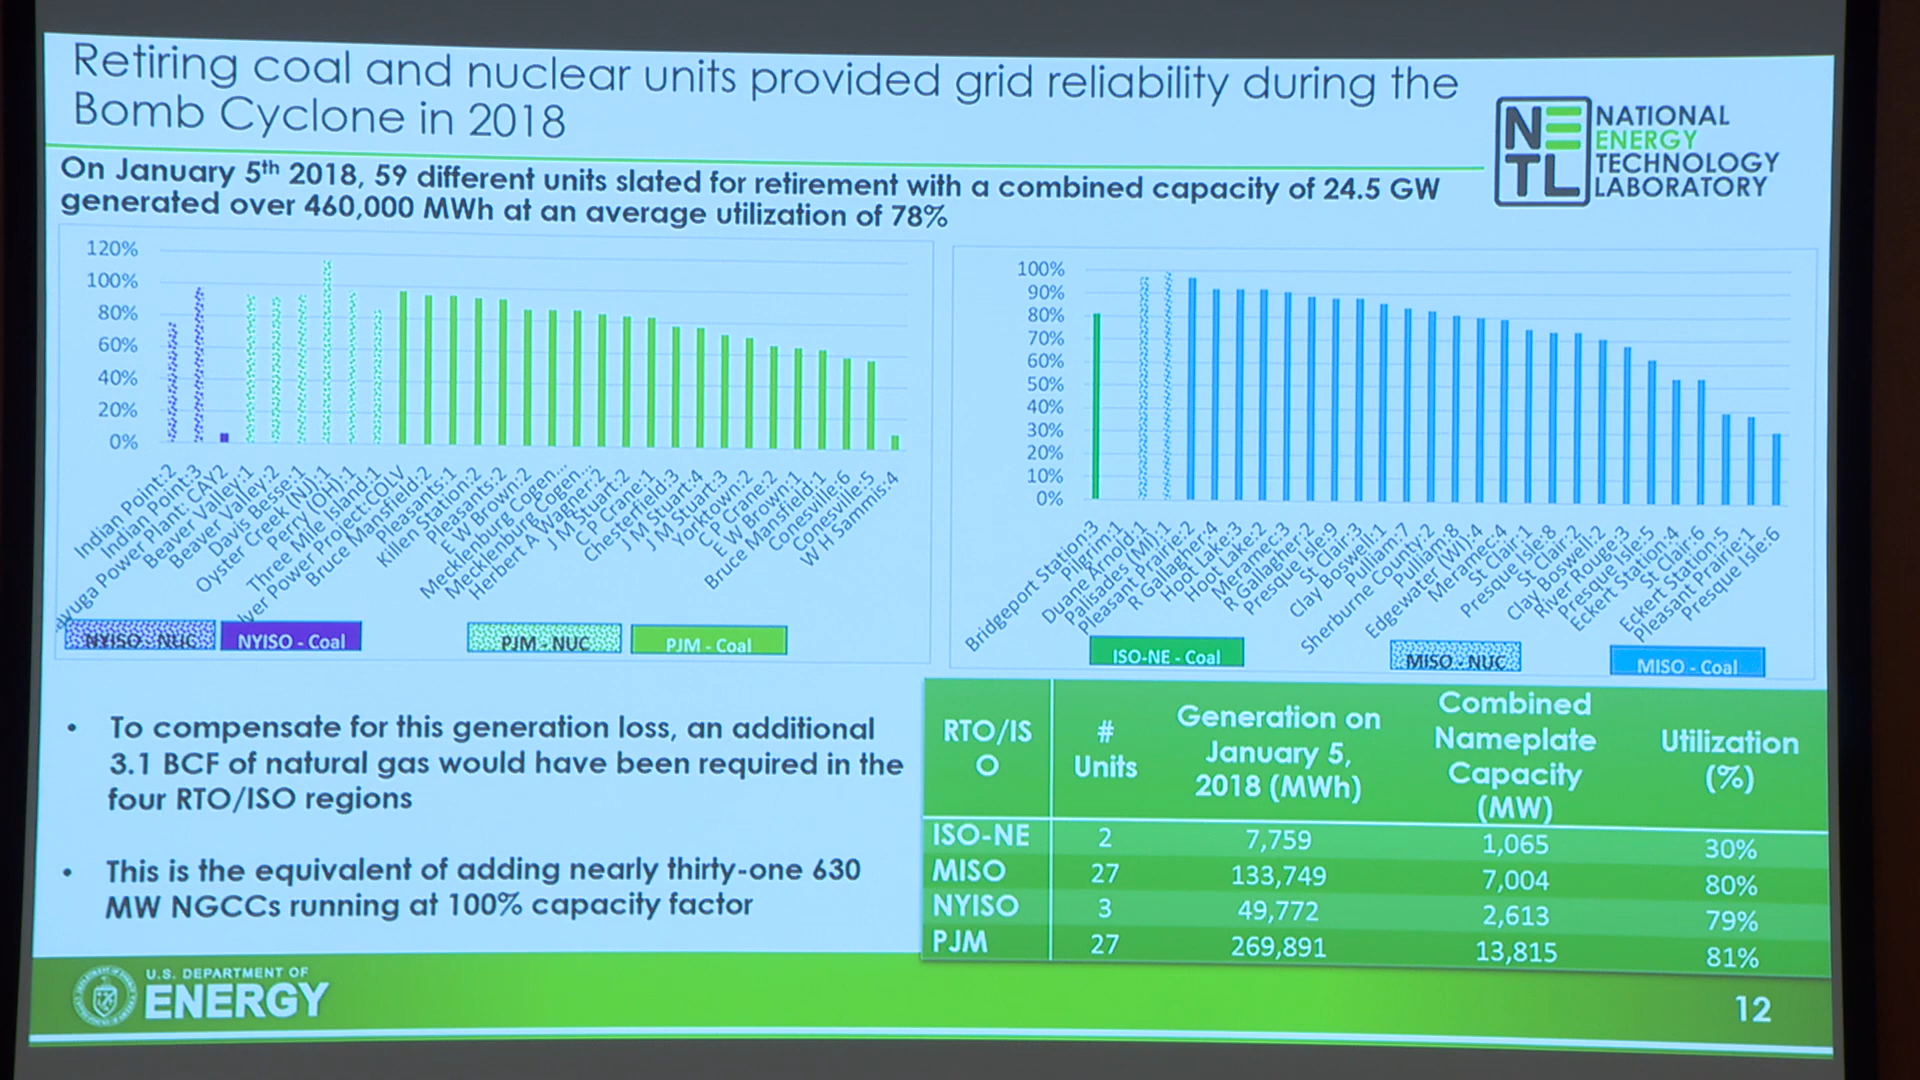 Retiring coal and nuclear units provided grid reliability during the
Bomb Cyclone in 2018
NETL
NATIONAL
ENERGY
TECHNOLOGY
LABORATORY
On January 5th 2018, 59 different units slated for retirement with a combined capacity of 24.5 GW
generated over 460,000 MWh at an average utilization of 78%
120%
100%
80%
60%
40%
20%
0%
Indian Point:2
Indian Point:3
Power Plant: CAY2
Beaver Valley:1
Beaver Valley:2
Davis Besse:1
Oyster Creek (NJ):1
Perry (OH):1
Three Mile Island:1
Power Project:COLV
Bruce Mansfield:2
Pleasants:1
Killen Station:2
Pleasants:2
E W Brown:2
Mecklenburg Cogen...
Mecklenburg Cogen...
Herbert A Wagner:2
J M Stuart:2
C P Crane:1
Chesterfield:3
J M Stuart:4
J M Stuart:3
Yorktown:2
C P Crane:2
E W Brown:1
Bruce Mansfield:1
Conesville:6
Conesville:5
W H Sammis:4
NYISO - NUC
NYISO - Coal
PJM - NUC
PJM - Coal
100%
90%
80%
70%
60%
50%
40%
30%
20%
10%
0%
Bridgeport Station:3
Pilgrim:1
Duane Arnold:1
Palisades (MI):1
Pleasant Prairie:2
R Gallagher:4
Hoot Lake:3
Hoot Lake:2
Meramec:3
R Gallagher:2
Presque Isle:9
St Clair:3
Clay Boswell:1
Pulliam:7
Sherburne County:2
Pulliam:8
Edgewater (WI):4
Meramec:4
St Clair:1
Presque Isle:8
St Clair:2
Clay Boswell:2
River Rouge:3
Presque Isle:5
Eckert Station:4
St Clair:6
Eckert Station:5
Pleasant Prairie:1
Presque Isle:6
ISO-NE - Coal
MISO - NUC
MISO - Coal
• To compensate for this generation loss, an additional
3.1 BCF of natural gas would have been required in the
four RTO/ISO regions
• This is the equivalent of adding nearly thirty-one 630
MW NGCCs running at 100% capacity factor
RTO/IS
O
#
Units
Generation on
January 5,
2018 (MWh)
Combined
Nameplate
Capacity
(MW)
Utilization
(%)
ISO-NE 2 7,759 1,065 30%
MISO 27 133,749 7,004 80%
NYISO 3 49,772 2,613 79%
PJM 27 269,891 13,815 81%
U.S. DEPARTMENT OF
ENERGY
12